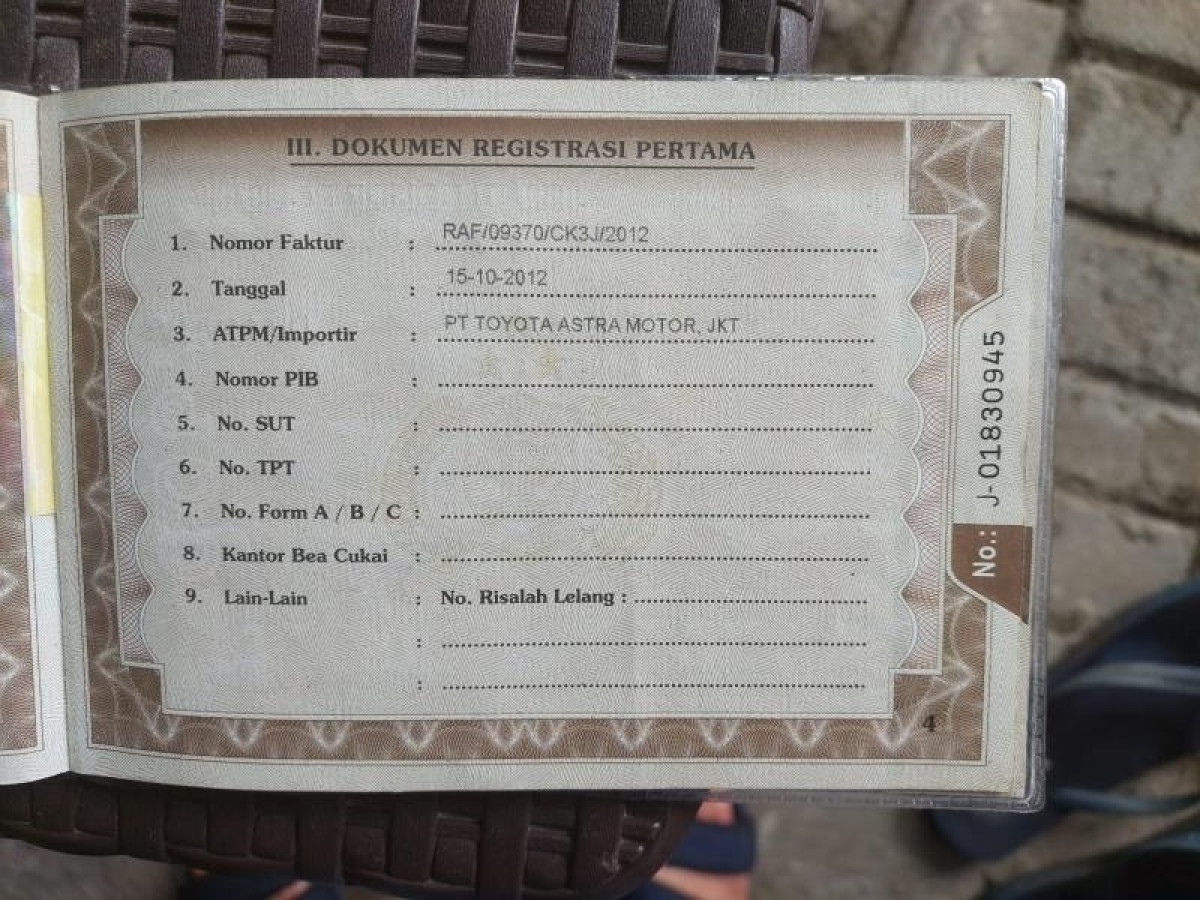 III. DOKUMEN REGISTRASI PERTAMA
1. Nomor Faktur : RAF/09370/CK3J/2012
2. Tanggal : 15-10-2012
3. ATPM/Importir : PT TOYOTA ASTRA MOTOR, JKT
4. Nomor PIB :
5. No. SUT :
6. No. TPT :
7. No. Form A / B / C :
8. Kantor Bea Cukai :
9. Lain-Lain : No. Risalah Lelang :
:
:
No.: J-01830945
4